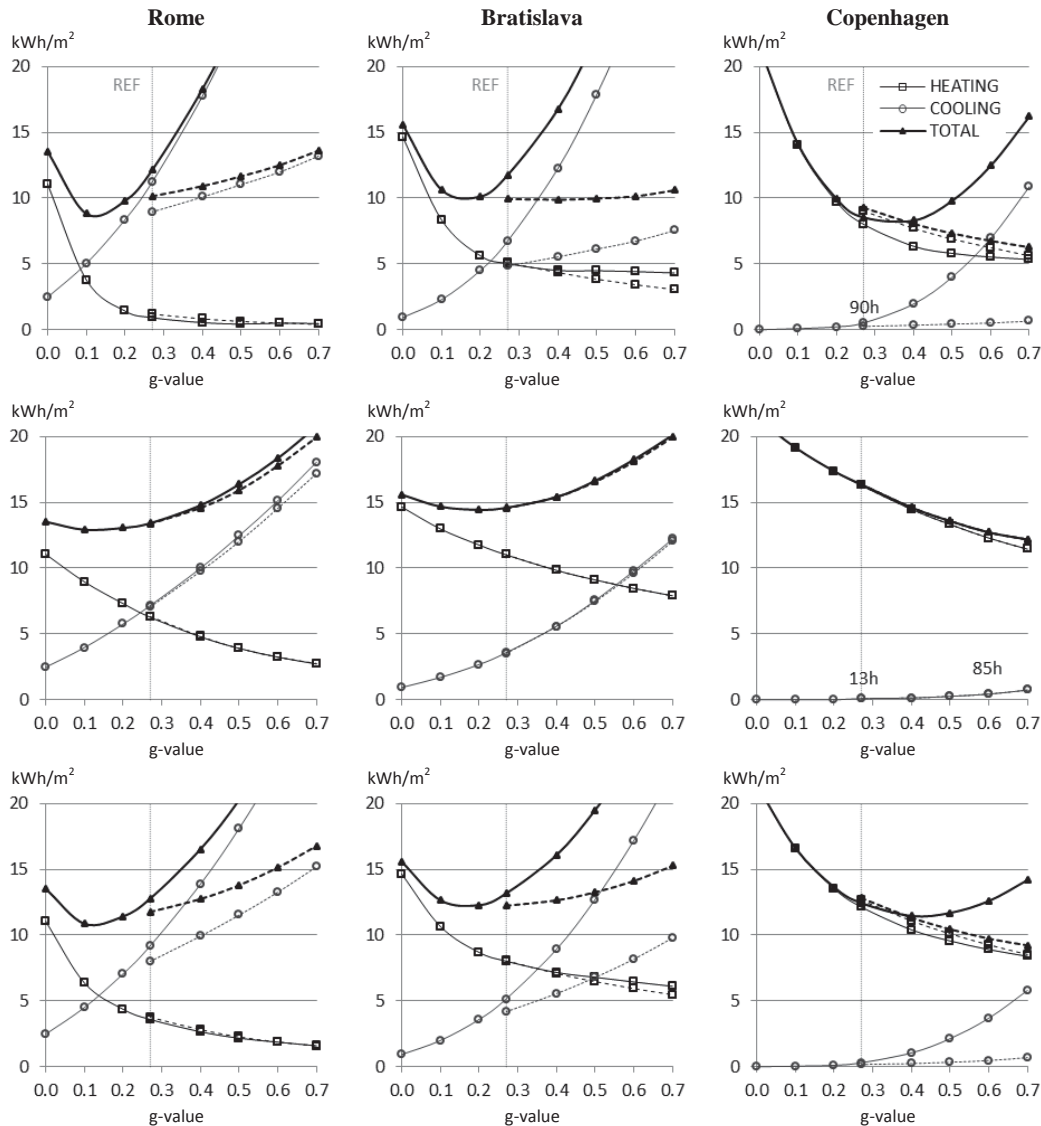 Rome Bratislava Copenhagen
kWh/m² kWh/m² kWh/m²
20 20 20
REF REF REF HEATING
COOLING
15 15 15 TOTAL
10 10 10
5 5 5
90h
0 0 0
0.0 0.1 0.2 0.3 0.4 0.5 0.6 0.7 0.0 0.1 0.2 0.3 0.4 0.5 0.6 0.7 0.0 0.1 0.2 0.3 0.4 0.5 0.6 0.7
g-value g-value g-value
kWh/m² kWh/m² kWh/m²
20 20 20
15 15 15
10 10 10
5 5 5
13h 85h
0 0 0
0.0 0.1 0.2 0.3 0.4 0.5 0.6 0.7 0.0 0.1 0.2 0.3 0.4 0.5 0.6 0.7 0.0 0.1 0.2 0.3 0.4 0.5 0.6 0.7
g-value g-value g-value
kWh/m² kWh/m² kWh/m²
20 20 20
15 15 15
10 10 10
5 5 5
0 0 0
0.0 0.1 0.2 0.3 0.4 0.5 0.6 0.7 0.0 0.1 0.2 0.3 0.4 0.5 0.6 0.7 0.0 0.1 0.2 0.3 0.4 0.5 0.6 0.7
g-value g-value g-value